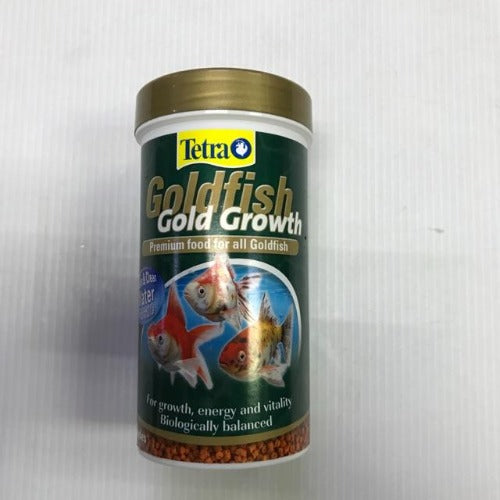 Tetra
Goldfish
Gold Growth
Premium food for all Goldfish
For growth, energy and vitality
Biologically balanced